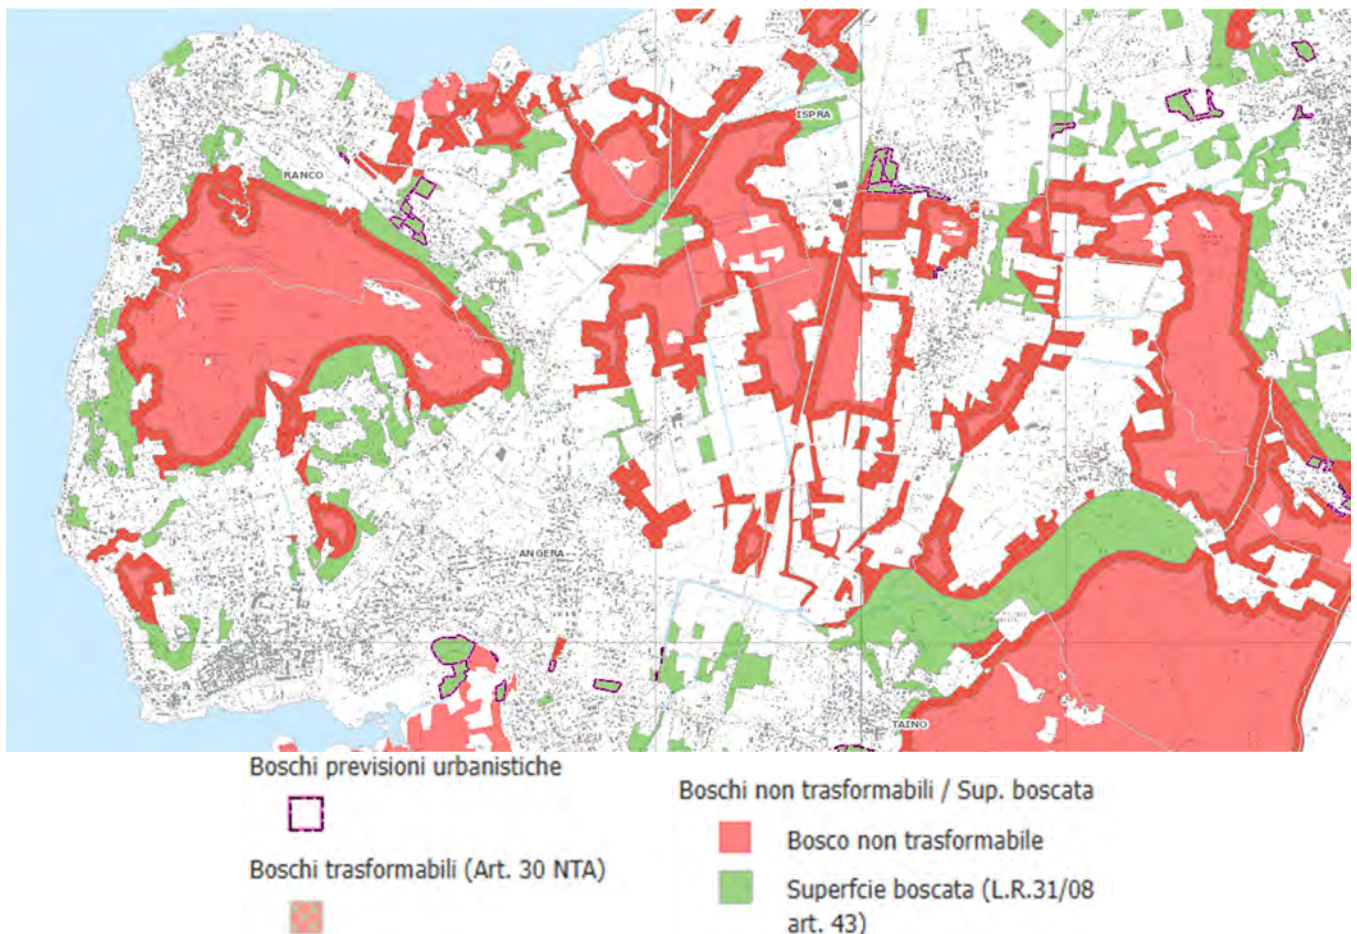 ISPRA
RANCO
ANGERA
TAINO
Boschi previsioni urbanistiche
Boschi trasformabili (Art. 30 NTA)
Boschi non trasformabili / Sup. boscata
Bosco non trasformabile
Superfcie boscata (L.R.31/08
art. 43)